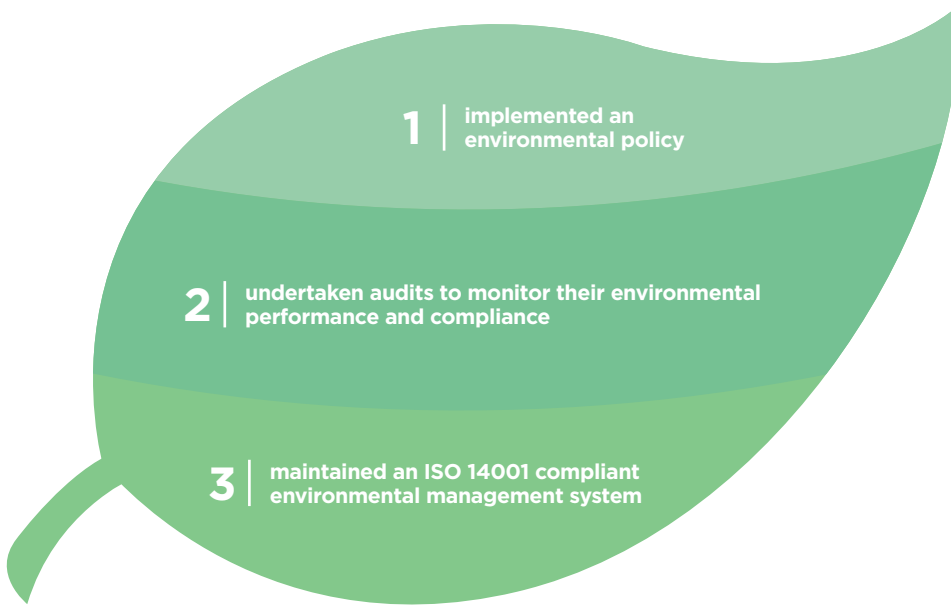 1
implemented an
environmental policy
2
undertaken audits to monitor their environmental
performance and compliance
3
maintained an ISO 14001 compliant
environmental management system